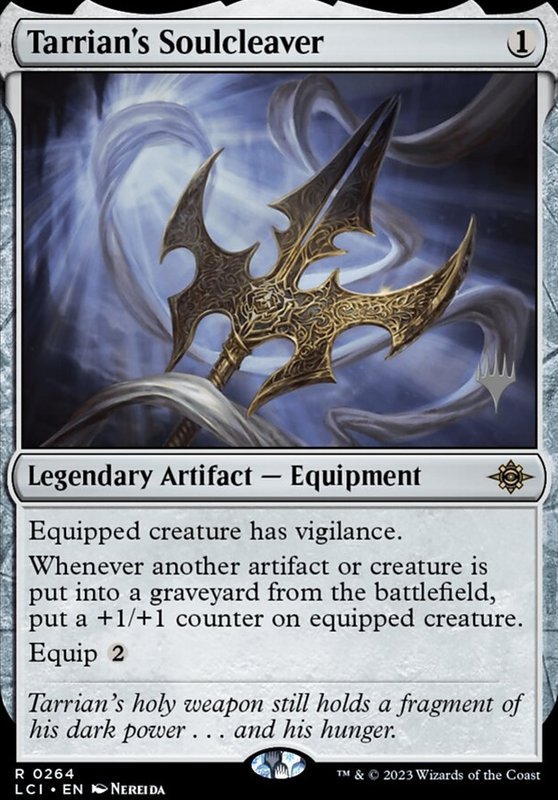 Tarrian's Soulcleaver 1
Legendary Artifact — Equipment
Equipped creature has vigilance.
Whenever another artifact or creature is
put into a graveyard from the battlefield,
put a +1/+1 counter on equipped creature.
Equip 2
Tarrian's holy weapon still holds a fragment of
his dark power . . . and his hunger.
R 0264
LCI • EN Nereida
™ & © 2023 Wizards of the Coast